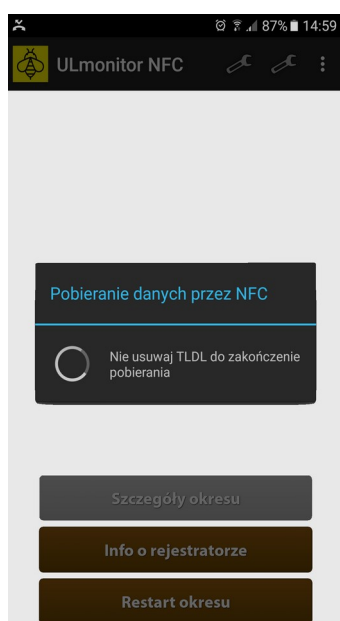 87% 14:59
ULmonitor NFC
Pobieranie danych przez NFC
Nie usuwaj TLDL do zakończenie
pobierania
Szczegóły okresu
Info o rejestratorze
Restart okresu